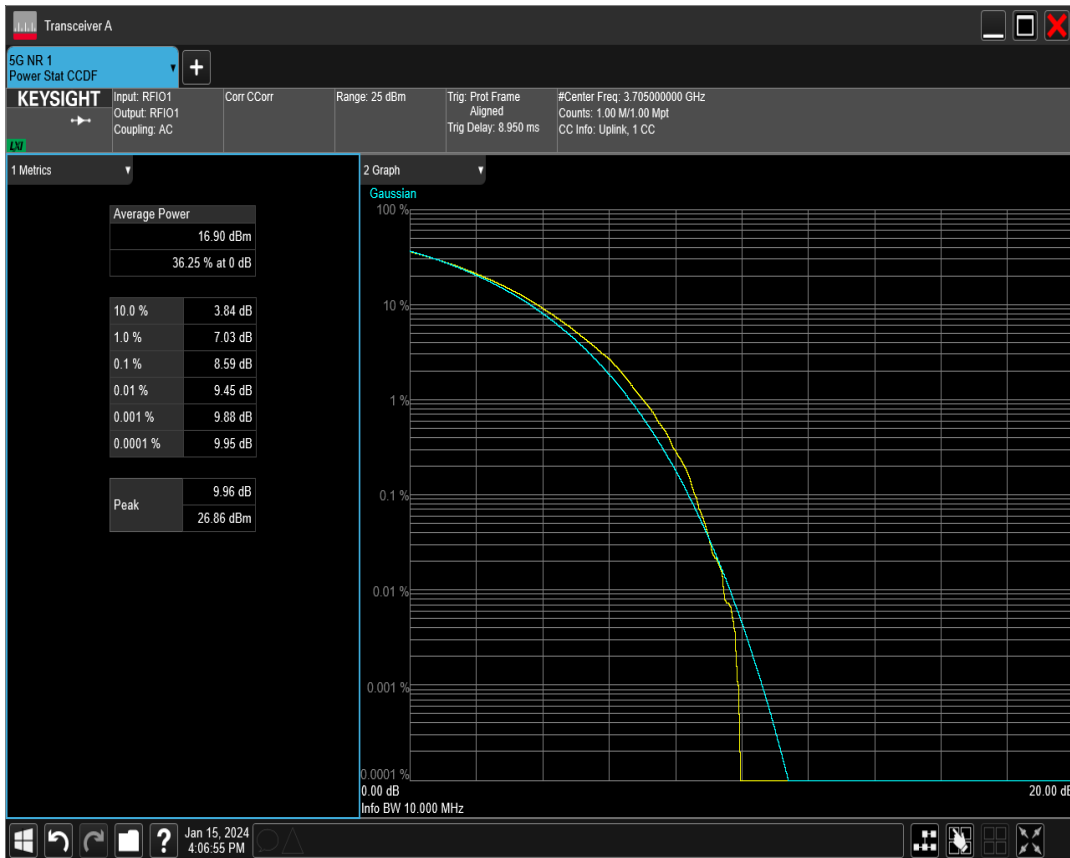 Transceiver A
5G NR 1
Power Stat CCDF
+
KEYSIGHT
LXI
Input: RFIO1
Output: RFIO1
Coupling: AC
Corr CCorr
Range: 25 dBm
Trig: Prot Frame
Aligned
Trig Delay: 8.950 ms
#Center Freq: 3.705000000 GHz
Counts: 1.00 M/1.00 Mpt
CC Info: Uplink, 1 CC
1 Metrics
Average Power
16.90 dBm
36.25 % at 0 dB
10.0 % 3.84 dB
1.0 % 7.03 dB
0.1 % 8.59 dB
0.01 % 9.45 dB
0.001 % 9.88 dB
0.0001 % 9.95 dB
Peak
9.96 dB
26.86 dBm
2 Graph
Gaussian
100 %
10 %
1 %
0.1 %
0.01 %
0.001 %
0.0001 %
0.00 dB
20.00 dB
Info BW 10.000 MHz
?
Jan 15, 2024
4:06:55 PM